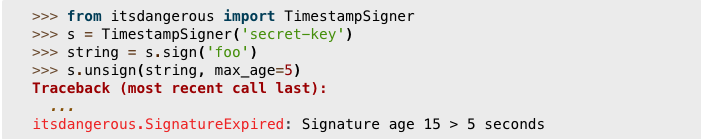 >>> from itsdangerous import TimestampSigner
>>> s = TimestampSigner('secret-key')
>>> string = s.sign('foo')
>>> s.unsign(string, max_age=5)
Traceback (most recent call last):
  ...
itsdangerous.SignatureExpired: Signature age 15 > 5 seconds